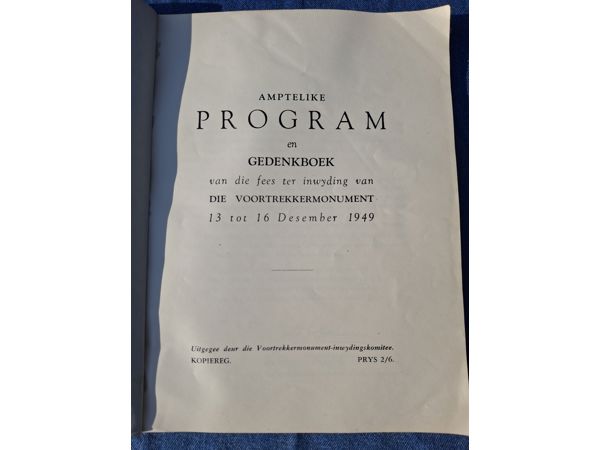 AMPTELIKE
PROGRAM
en
GEDENKBOEK
van die fees ter inwyding van
DIE VOORTREKKERMONUMENT
13 tot 16 Desember 1949
Uitgegee deur die Voortrekkermonument-inwydingskomitee.
KOPIEREG. PRYS 2/6.